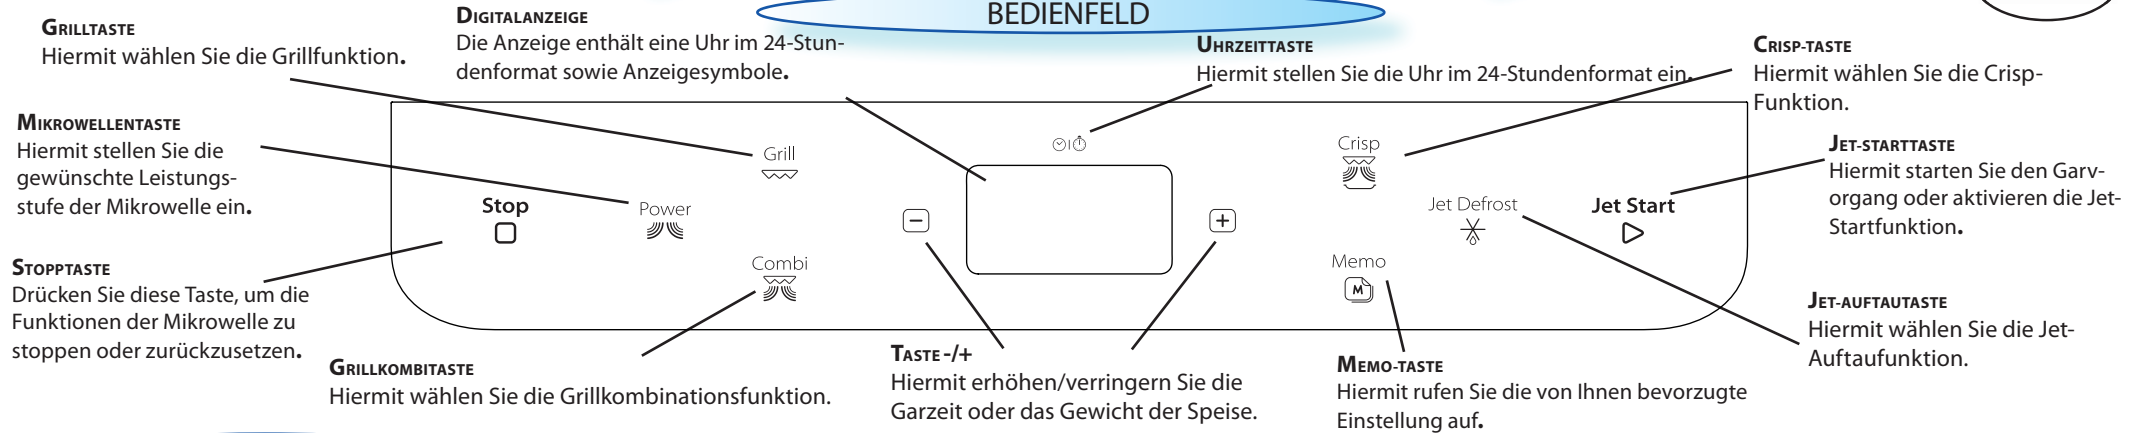 BEDIENFELD
GRILLTASTE
Hiermit wählen Sie die Grillfunktion.
DIGITALANZEIGE
Die Anzeige enthält eine Uhr im 24-Stun-
denformat sowie Anzeigesymbole.
UHRZEITTASTE
Hiermit stellen Sie die Uhr im 24-Stundenformat ein.
CRISP-TASTE
Hiermit wählen Sie die Crisp-
Funktion.
MIKROWELLENTASTE
Hiermit stellen Sie die
gewünschte Leistungs-
stufe der Mikrowelle ein.
JET-STARTTASTE
Hiermit starten Sie den Garv-
organg oder aktivieren die Jet-
Startfunktion.
Stop
Power
Grill
Combi
Crisp
Jet Defrost
Memo
M
Jet Start
STOPPTASTE
Drücken Sie diese Taste, um die
Funktionen der Mikrowelle zu
stoppen oder zurückzusetzen.
GRILLKOMBITASTE
Hiermit wählen Sie die Grillkombinationsfunktion.
TASTE -/+
Hiermit erhöhen/verringern Sie die
Garzeit oder das Gewicht der Speise.
MEMO-TASTE
Hiermit rufen Sie die von Ihnen bevorzugte
Einstellung auf.
JET-AUFTAUTASTE
Hiermit wählen Sie die Jet-
Auftaufunktion.